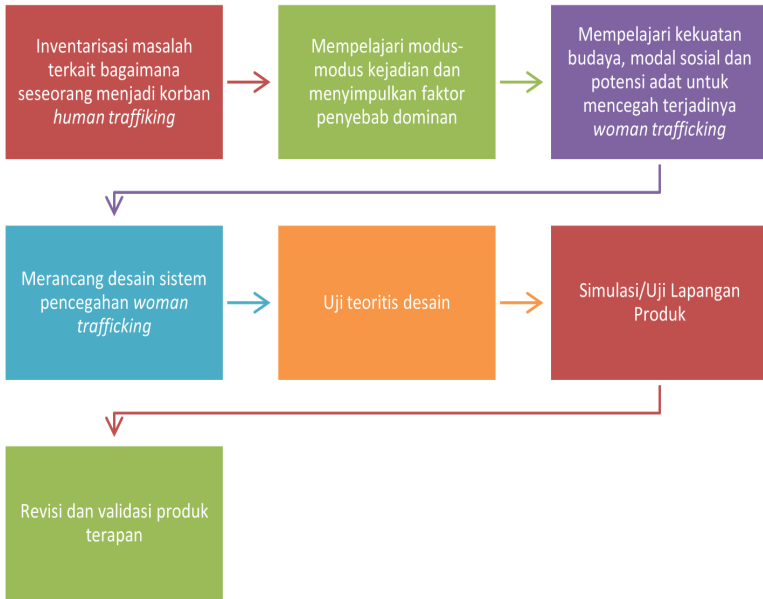 Inventarisasi masalah
terkait bagaimana
seseorang menjadi korban
human traffiking
Mempelajari modus-
modus kejadian dan
menyimpulkan faktor
penyebab dominan
Mempelajari kekuatan
budaya, modal sosial dan
potensi adat untuk
mencegah terjadinya
woman trafficking
Merancang desain sistem
pencegahan woman
trafficking
Uji teoritis desain
Simulasi/Uji Lapangan
Produk
Revisi dan validasi produk
terapan